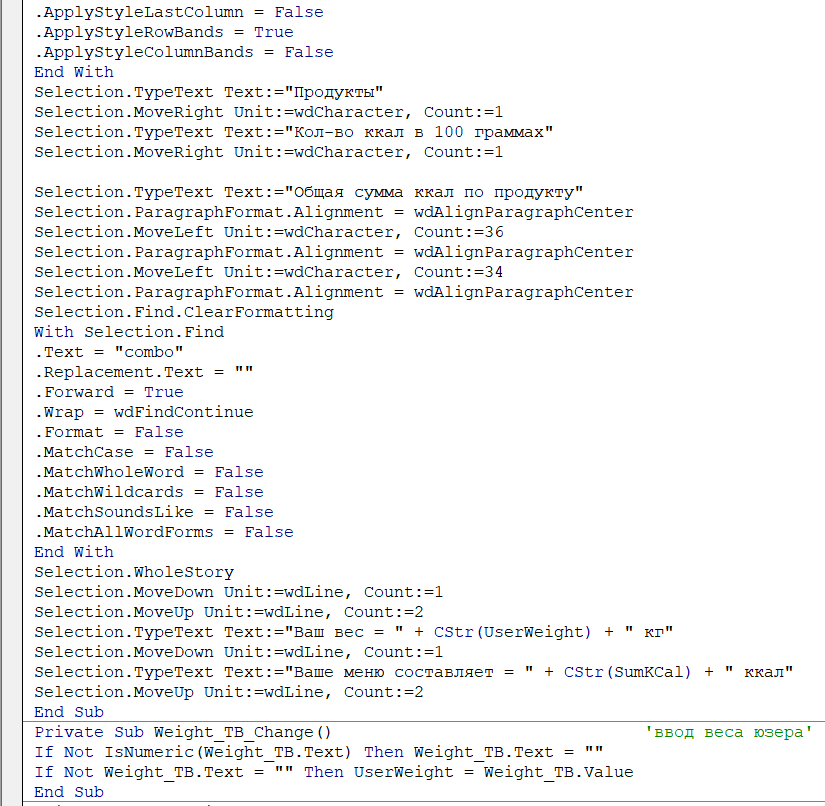 .ApplyStyleLastColumn = False
.ApplyStyleRowBands = True
.ApplyStyleColumnBands = False
End With
Selection.TypeText Text:="Продукты"
Selection.MoveRight Unit:=wdCharacter, Count:=1
Selection.TypeText Text:="Кол-во ккал в 100 граммах"
Selection.MoveRight Unit:=wdCharacter, Count:=1
Selection.TypeText Text:="Общая сумма ккал по продукту"
Selection.ParagraphFormat.Alignment = wdAlignParagraphCenter
Selection.MoveLeft Unit:=wdCharacter, Count:=36
Selection.ParagraphFormat.Alignment = wdAlignParagraphCenter
Selection.MoveLeft Unit:=wdCharacter, Count:=34
Selection.ParagraphFormat.Alignment = wdAlignParagraphCenter
Selection.Find.ClearFormatting
With Selection.Find
.Text = "combo"
.Replacement.Text = ""
.Forward = True
.Wrap = wdFindContinue
.Format = False
.MatchCase = False
.MatchWholeWord = False
.MatchWildcards = False
.MatchSoundsLike = False
.MatchAllWordForms = False
End With
Selection.WholeStory
Selection.MoveDown Unit:=wdLine, Count:=1
Selection.MoveUp Unit:=wdLine, Count:=2
Selection.TypeText Text:="Ваш вес = " + CStr(UserWeight) + " кг"
Selection.MoveDown Unit:=wdLine, Count:=1
Selection.TypeText Text:="Ваше меню составляет = " + CStr(SumKCal) + " ккал"
Selection.MoveUp Unit:=wdLine, Count:=2
End Sub
Private Sub Weight_TB_Change() 'ввод веса юзера'
If Not IsNumeric(Weight_TB.Text) Then Weight_TB.Text = ""
If Not Weight_TB.Text = "" Then UserWeight = Weight_TB.Value
End Sub